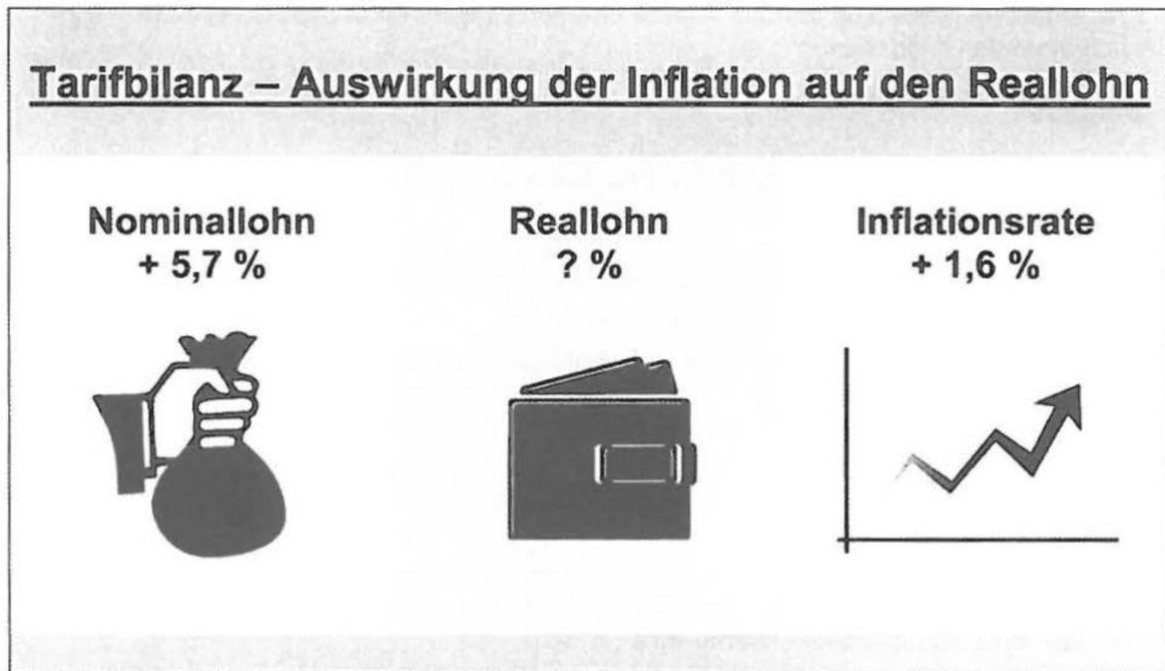 Tarifbilanz – Auswirkung der Inflation auf den Reallohn
Nominallohn
+ 5,7 %
Reallohn
? %
Inflationsrate
+ 1,6 %